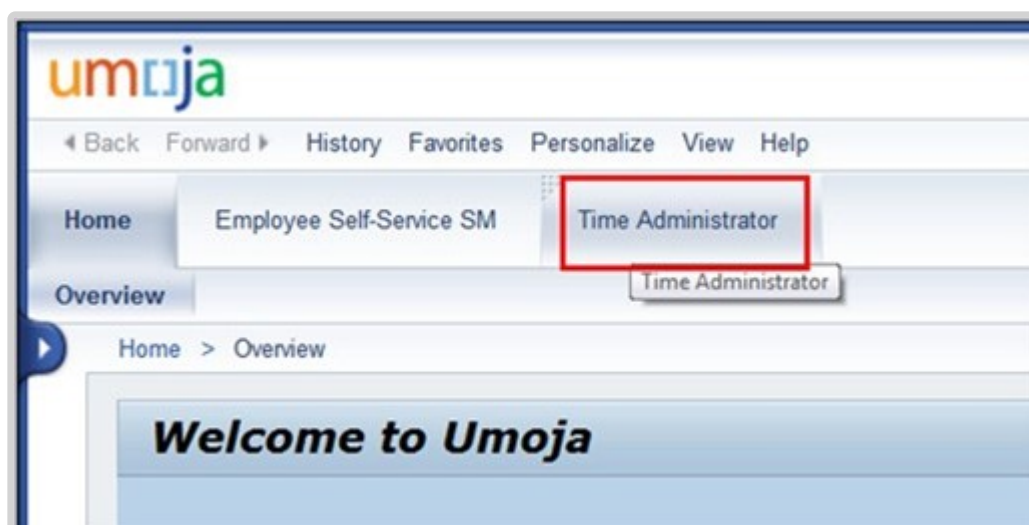 umoja
Back Forward History Favorites Personalize View Help
Home Employee Self-Service SM Time Administrator
Time Administrator
Overview
Home > Overview
Welcome to Umoja